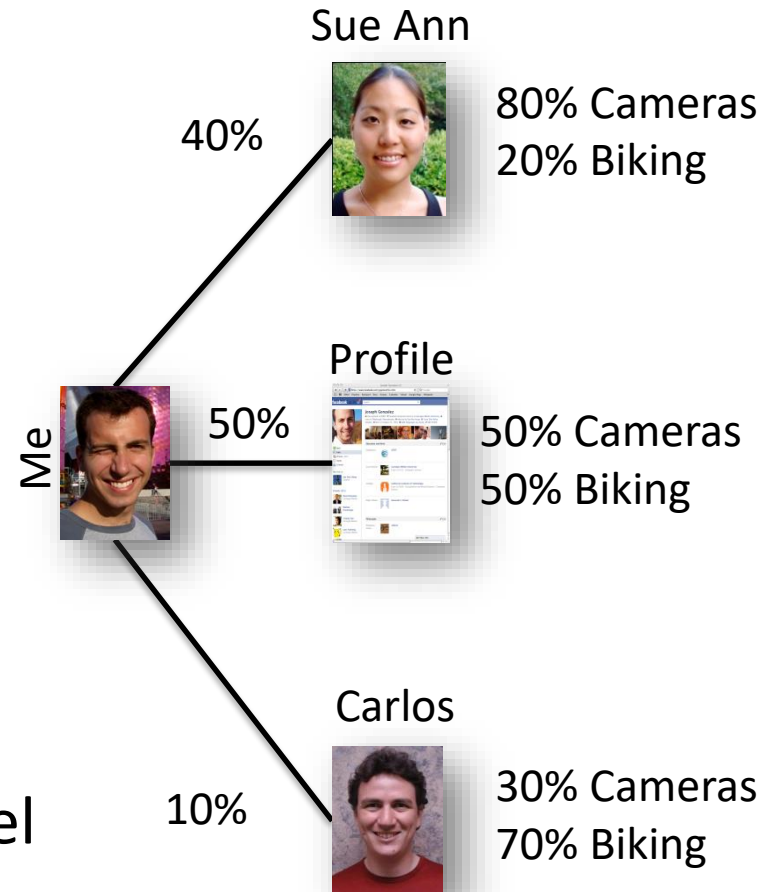 Sue Ann
40%
80% Cameras
20% Biking
Profile
Me
50%
50% Cameras
50% Biking
Carlos
el
10%
30% Cameras
70% Biking